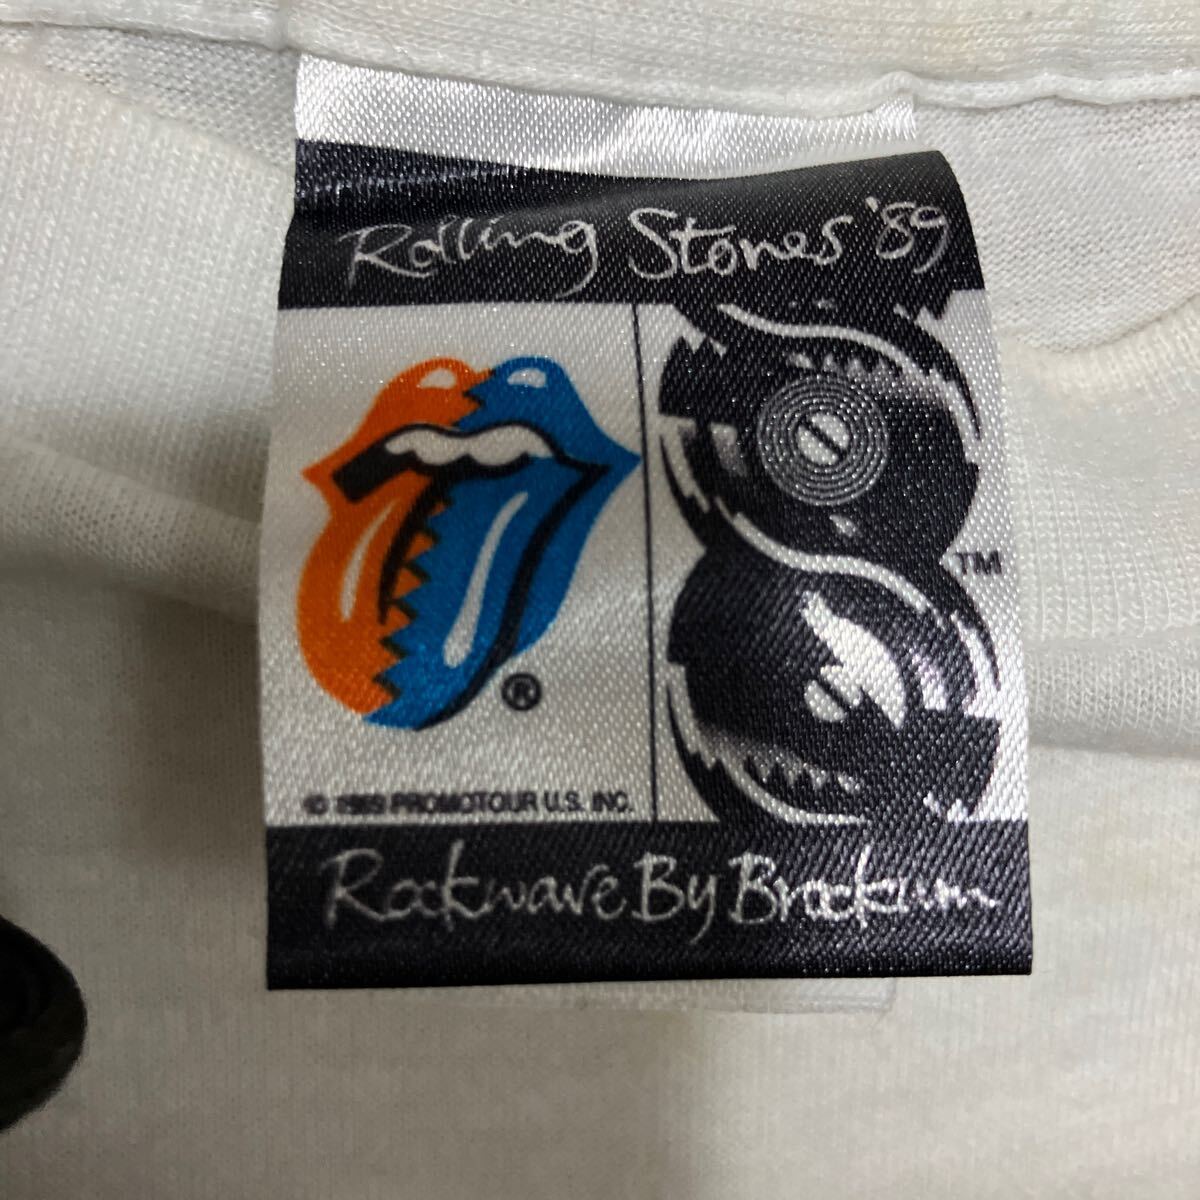 Rolling Stones '89
TM
®
© 1989 PROMOTOUR U.S. INC.
Rockwave By Brockum